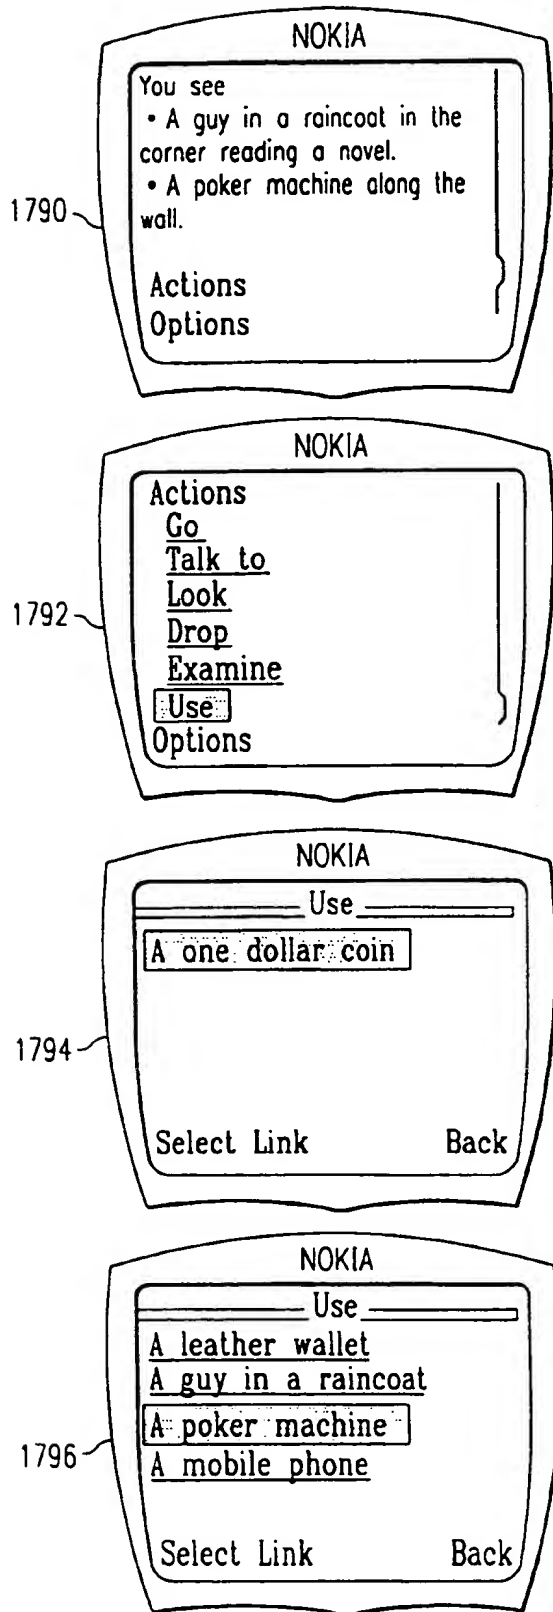 NOKIA
You see
• A guy in a raincoat in the
corner reading a novel.
• A poker machine along the
wall.
1790
Actions
Options
NOKIA
Actions
Go
Talk to
Look
1792
Drop
Examine
Use
Options
NOKIA
Use
A one dollar coin
1794
Select Link Back
NOKIA
Use
A leather wallet
A guy in a raincoat
A poker machine
1796
A mobile phone
Select Link Back